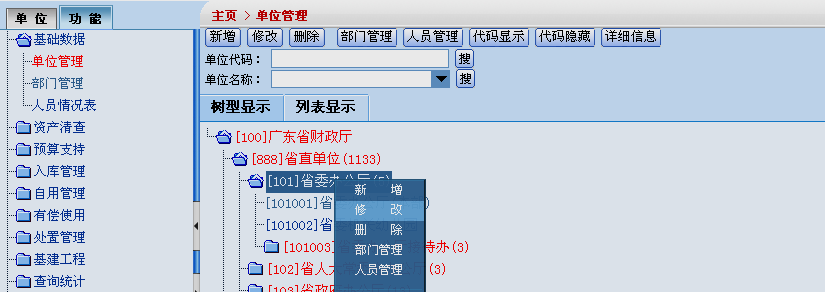 单 位 功 能
基础数据
单位管理
部门管理
人员情况表
资产清查
预算支持
入库管理
自用管理
有偿使用
处置管理
基建工程
查询统计
主页 > 单位管理
新增 修改 删除 部门管理 人员管理 代码显示 代码隐藏 详细信息
单位代码： 搜
单位名称： 搜
树型显示 列表显示
[100]广东省财政厅
[888]省直单位(1133)
[101]省委办公厅(5)
[101001]省
[101002]省
[101003] 待办(3)
[102]省人大 (3)
[103]省政
新 增
修 改
删 除
部门管理
人员管理